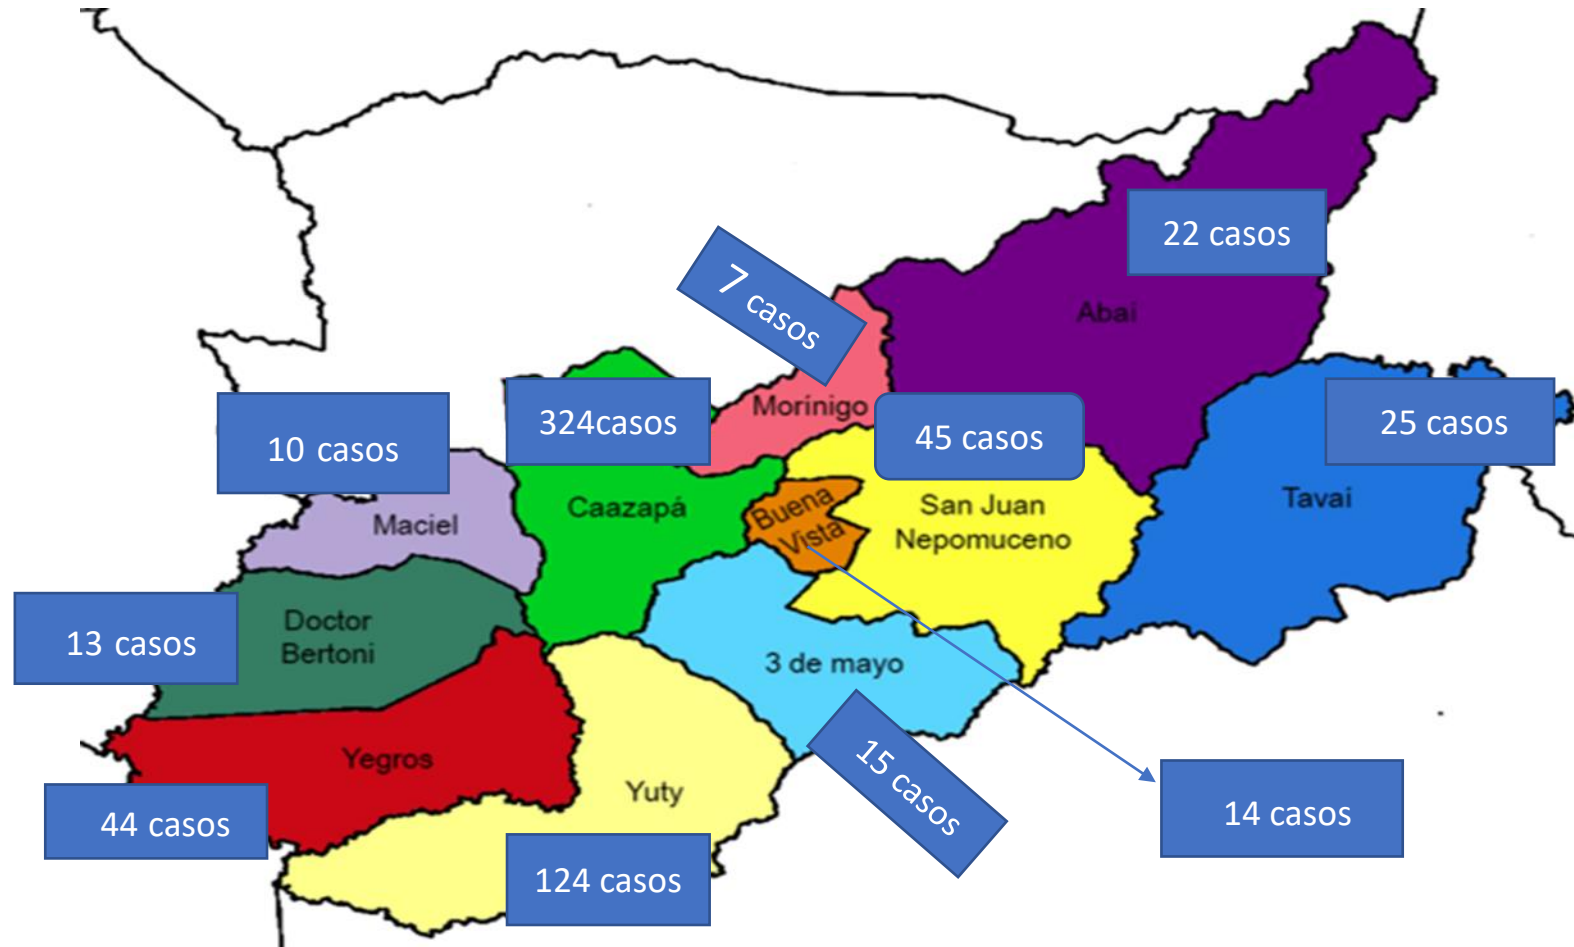 22 casos
Abai
7 casos
Morinigo
324casos
45 casos
25 casos
10 casos
Caazapá
Buena
Vista
San Juan
Nepomuceno
Tavai
Maciel
Doctor
Bertoni
13 casos
3 de mayo
Yegros
Yuty
15 casos
14 casos
44 casos
124 casos